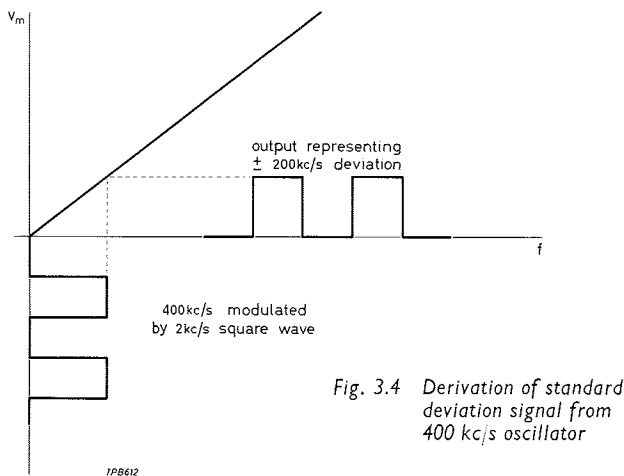 Vm
output representing
± 200kc/s deviation
f
400kc/s modulated
by 2kc/s square wave
Fig. 3.4 Derivation of standard
deviation signal from
400 kc/s oscillator
TPB612